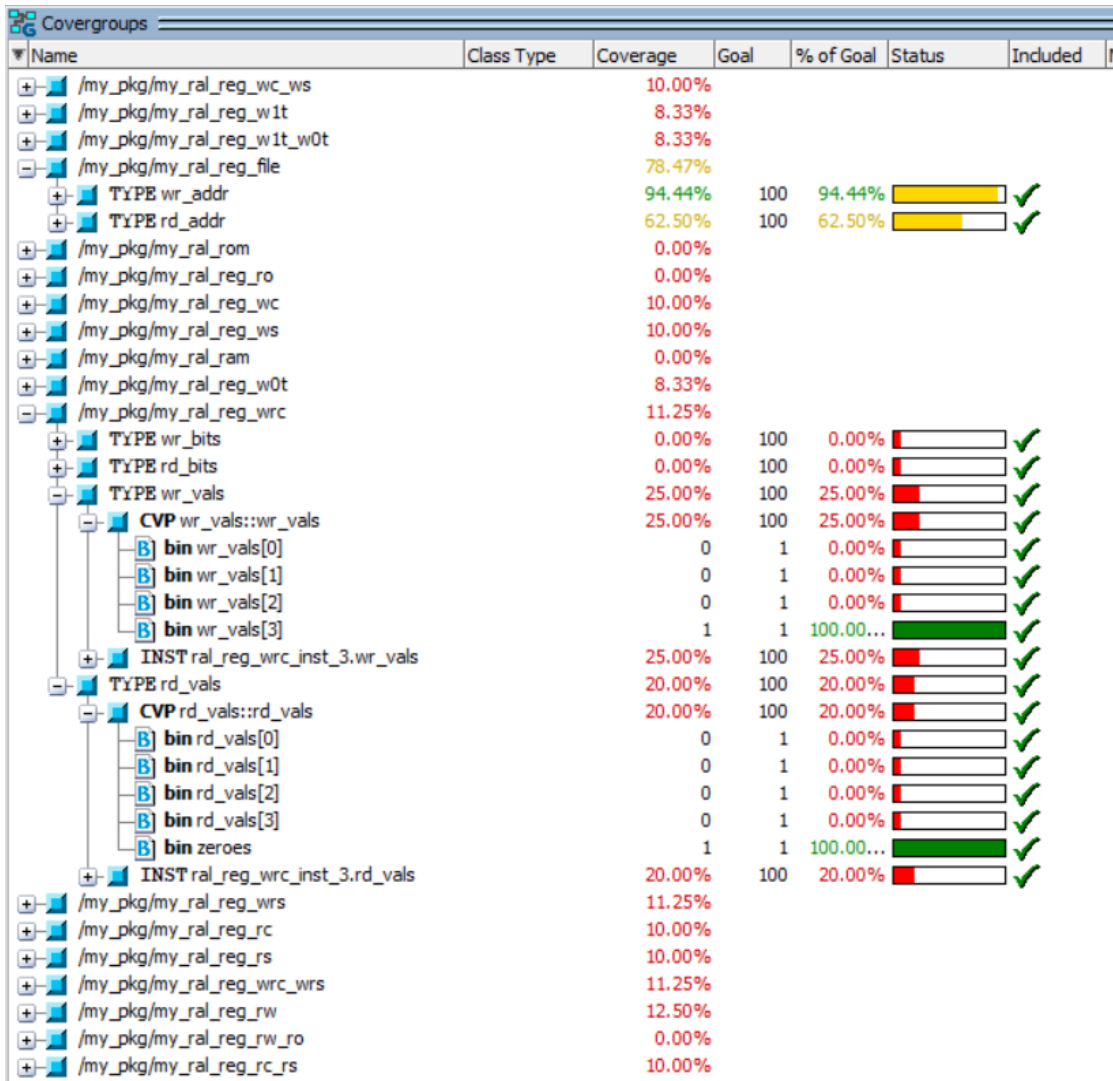 Covergroups
Name Class Type Coverage Goal % of Goal Status Included
/my_pkg/my_ral_reg_wc_ws 10.00%
/my_pkg/my_ral_reg_w1t 8.33%
/my_pkg/my_ral_reg_w1t_w0t 8.33%
/my_pkg/my_ral_reg_file 78.47%
TYPE wr_addr 94.44% 100 94.44%
TYPE rd_addr 62.50% 100 62.50%
/my_pkg/my_ral_rom 0.00%
/my_pkg/my_ral_reg_ro 0.00%
/my_pkg/my_ral_reg_wc 10.00%
/my_pkg/my_ral_reg_ws 10.00%
/my_pkg/my_ral_ram 0.00%
/my_pkg/my_ral_reg_w0t 8.33%
/my_pkg/my_ral_reg_wrc 11.25%
TYPE wr_bits 0.00% 100 0.00%
TYPE rd_bits 0.00% 100 0.00%
TYPE wr_vals 25.00% 100 25.00%
CVP wr_vals::wr_vals 25.00% 100 25.00%
B bin wr_vals[0] 0 1 0.00%
B bin wr_vals[1] 0 1 0.00%
B bin wr_vals[2] 0 1 0.00%
B bin wr_vals[3] 1 1 100.00...
INST ral_reg_wrc_inst_3.wr_vals 25.00% 100 25.00%
TYPE rd_vals 20.00% 100 20.00%
CVP rd_vals::rd_vals 20.00% 100 20.00%
B bin rd_vals[0] 0 1 0.00%
B bin rd_vals[1] 0 1 0.00%
B bin rd_vals[2] 0 1 0.00%
B bin rd_vals[3] 0 1 0.00%
B bin zeroes 1 1 100.00...
INST ral_reg_wrc_inst_3.rd_vals 20.00% 100 20.00%
/my_pkg/my_ral_reg_wrs 11.25%
/my_pkg/my_ral_reg_rc 10.00%
/my_pkg/my_ral_reg_rs 10.00%
/my_pkg/my_ral_reg_wrc_wrs 11.25%
/my_pkg/my_ral_reg_rw 12.50%
/my_pkg/my_ral_reg_rw_ro 0.00%
/my_pkg/my_ral_reg_rc_rs 10.00%